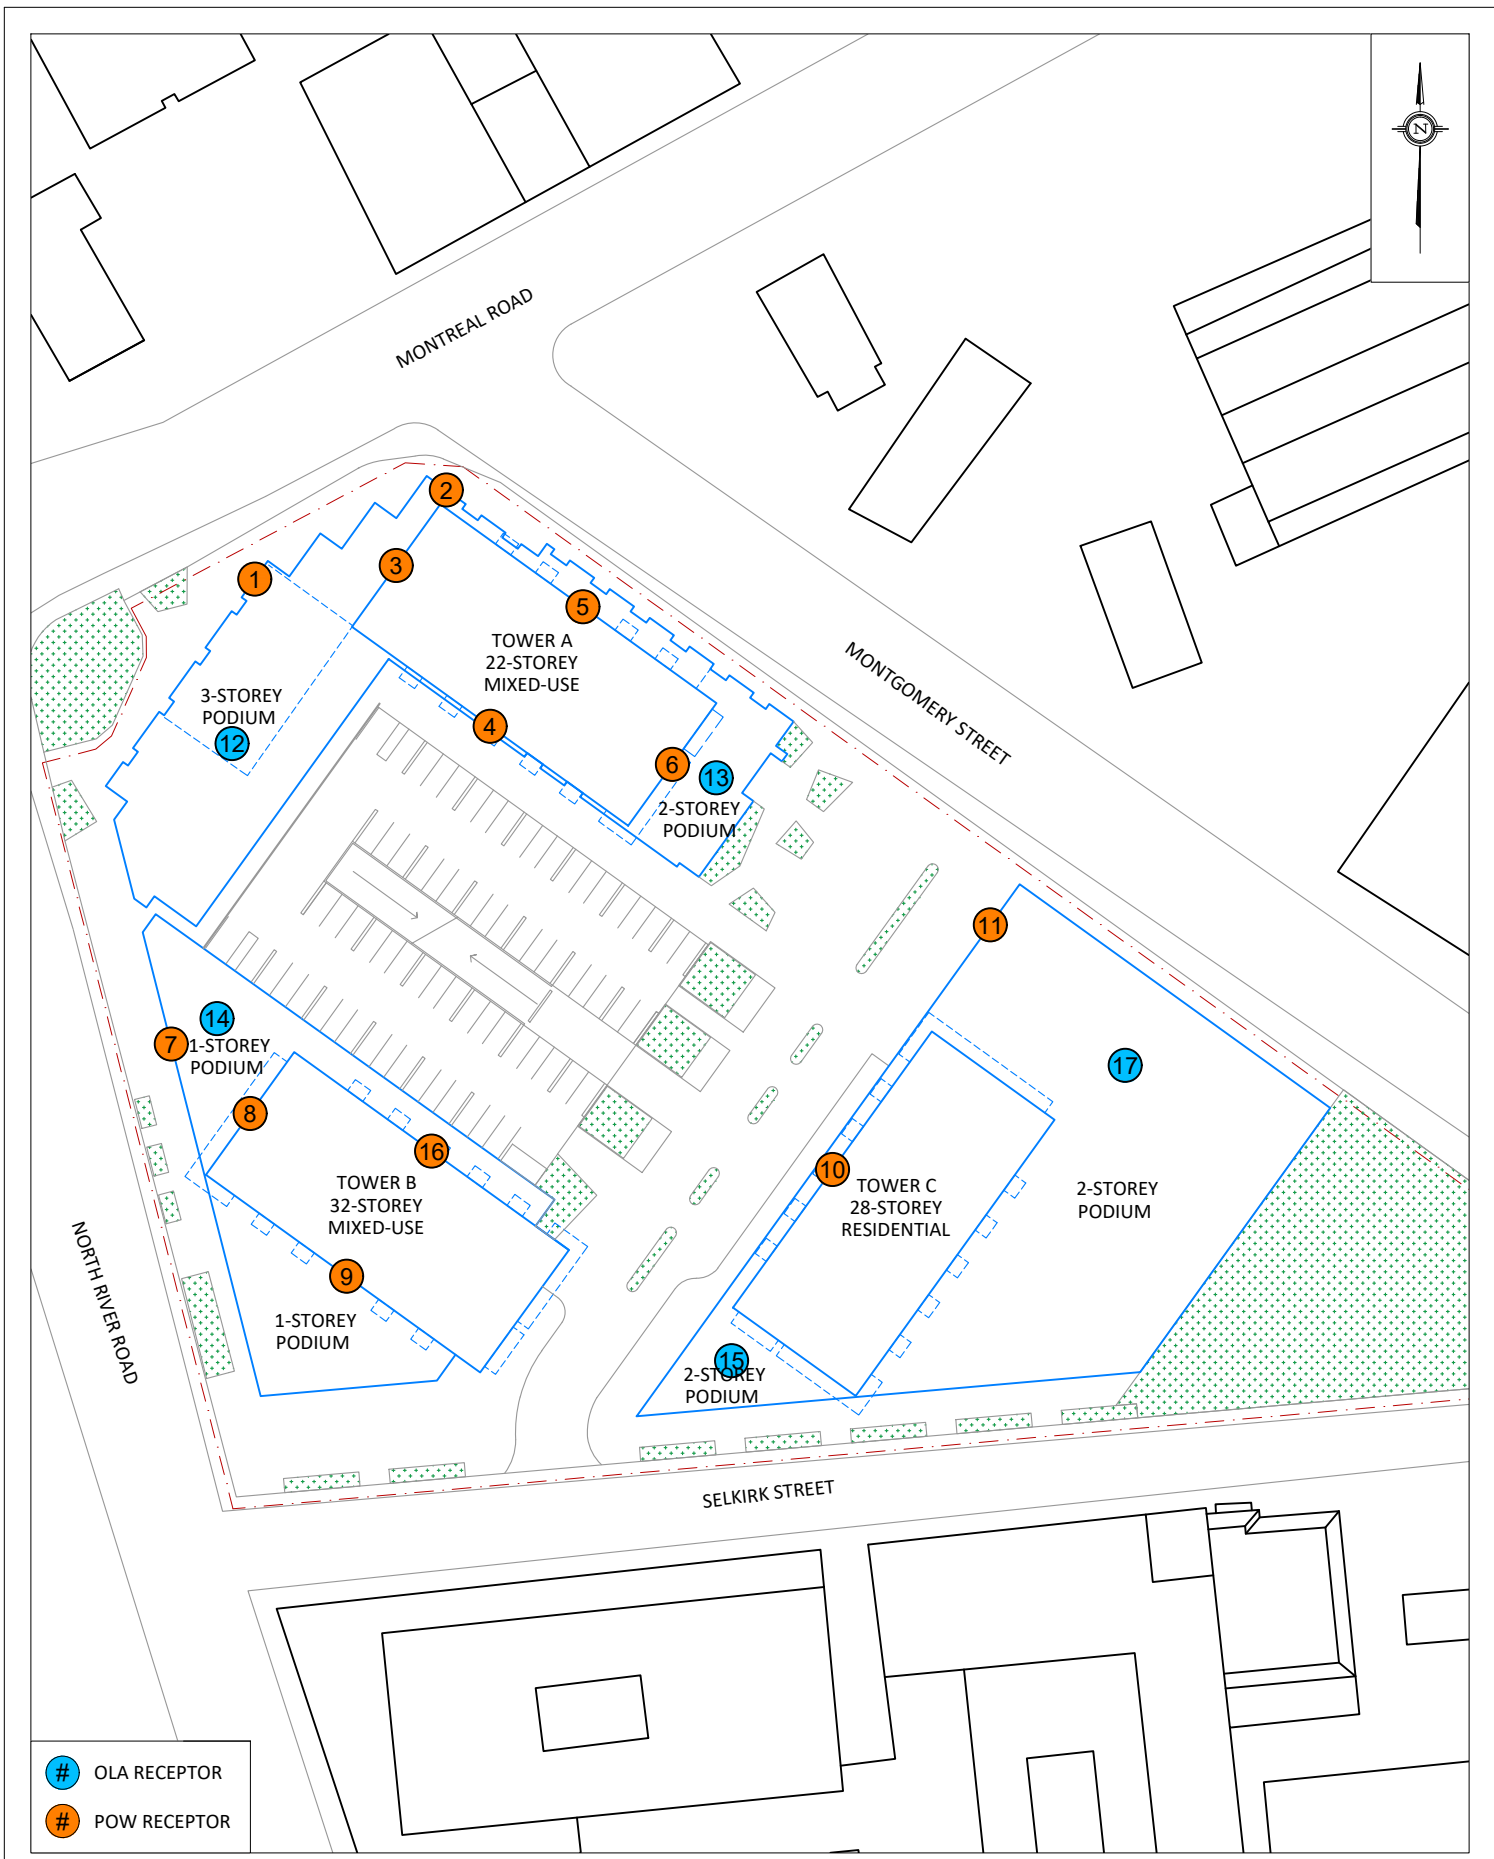 N
MONTREAL ROAD
2
3
1
5
TOWER A
22-STOREY
MIXED-USE
MONTGOMERY STREET
3-STOREY
PODIUM
12
4
6
13
2-STOREY
PODIUM
11
14
7
1-STOREY
PODIUM
17
8
16
10
TOWER B
32-STOREY
MIXED-USE
TOWER C
28-STOREY
RESIDENTIAL
2-STOREY
PODIUM
NORTH RIVER ROAD
9
1-STOREY
PODIUM
15
2-STOREY
PODIUM
SELKIRK STREET
# OLA RECEPTOR
# POW RECEPTOR